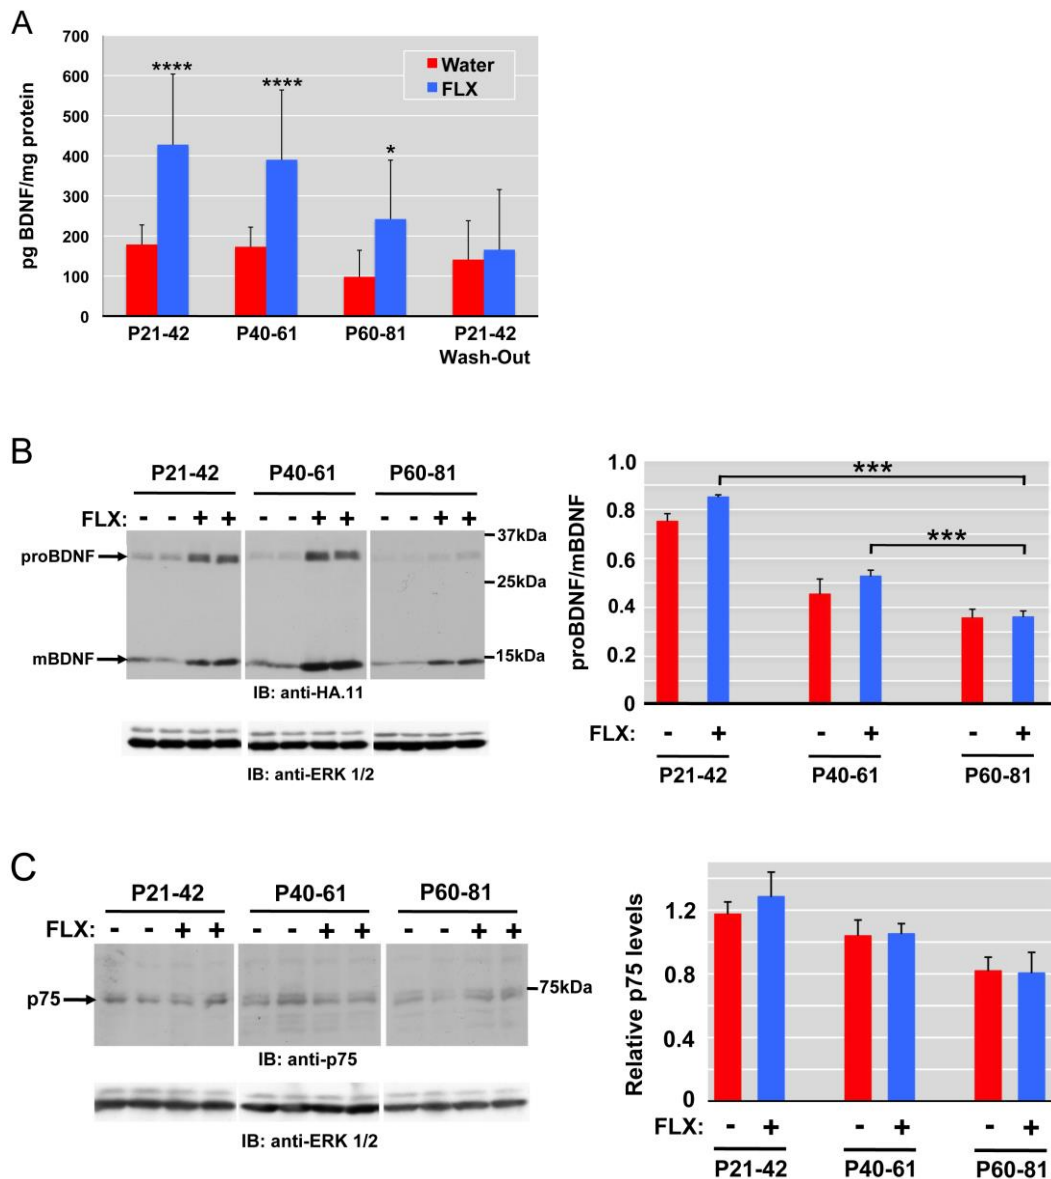 A
700
600
500
400
300
200
100
0
pg BDNF/mg protein
**** **** *
Water
FLX
P21-42 P40-61 P60-81 P21-42
Wash-Out
B
P21-42 P40-61 P60-81
FLX: - - + + - - + + - - + +
37kDa
proBDNF
25kDa
15kDa
mBDNF
IB: anti-HA.11
IB: anti-ERK 1/2
proBDNF/mBDNF
1.0
0.8
0.6
0.4
0.2
0
***
***
FLX: - + - + - +
P21-42 P40-61 P60-81
C
P21-42 P40-61 P60-81
FLX: - - + + - - + + - - + +
75kDa
p75
IB: anti-p75
IB: anti-ERK 1/2
Relative p75 levels
1.2
0.8
0.4
0
FLX: - + - + - +
P21-42 P40-61 P60-81